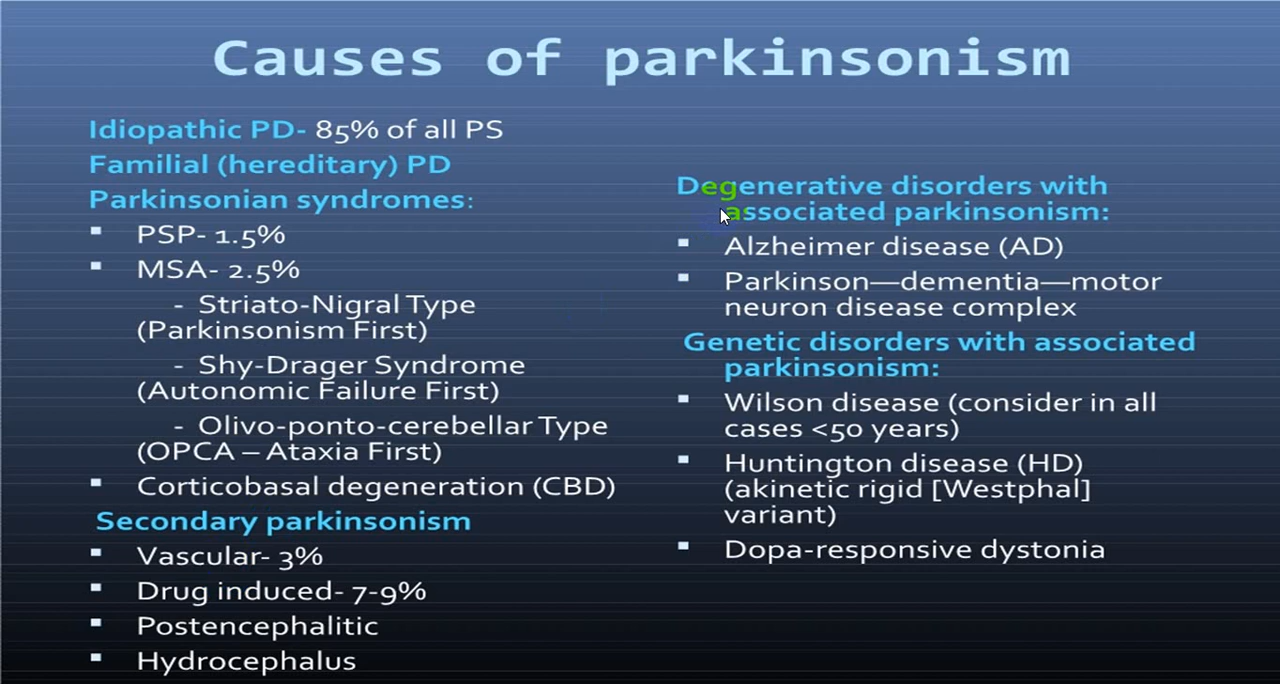 Causes of parkinsonism
Idiopathic PD- 85% of all PS
Familial (hereditary) PD
Parkinsonian syndromes:
▪ PSP- 1.5%
▪ MSA- 2.5%
- Striato-Nigral Type
(Parkinsonism First)
- Shy-Drager Syndrome
(Autonomic Failure First)
- Olivo-ponto-cerebellar Type
(OPCA – Ataxia First)
▪ Corticobasal degeneration (CBD)
Secondary parkinsonism
▪ Vascular- 3%
▪ Drug induced- 7-9%
▪ Postencephalitic
▪ Hydrocephalus
Degenerative disorders with
associated parkinsonism:
▪ Alzheimer disease (AD)
▪ Parkinson—dementia—motor
neuron disease complex
Genetic disorders with associated
parkinsonism:
▪ Wilson disease (consider in all
cases <50 years)
▪ Huntington disease (HD)
(akinetic rigid [Westphal]
variant)
▪ Dopa-responsive dystonia